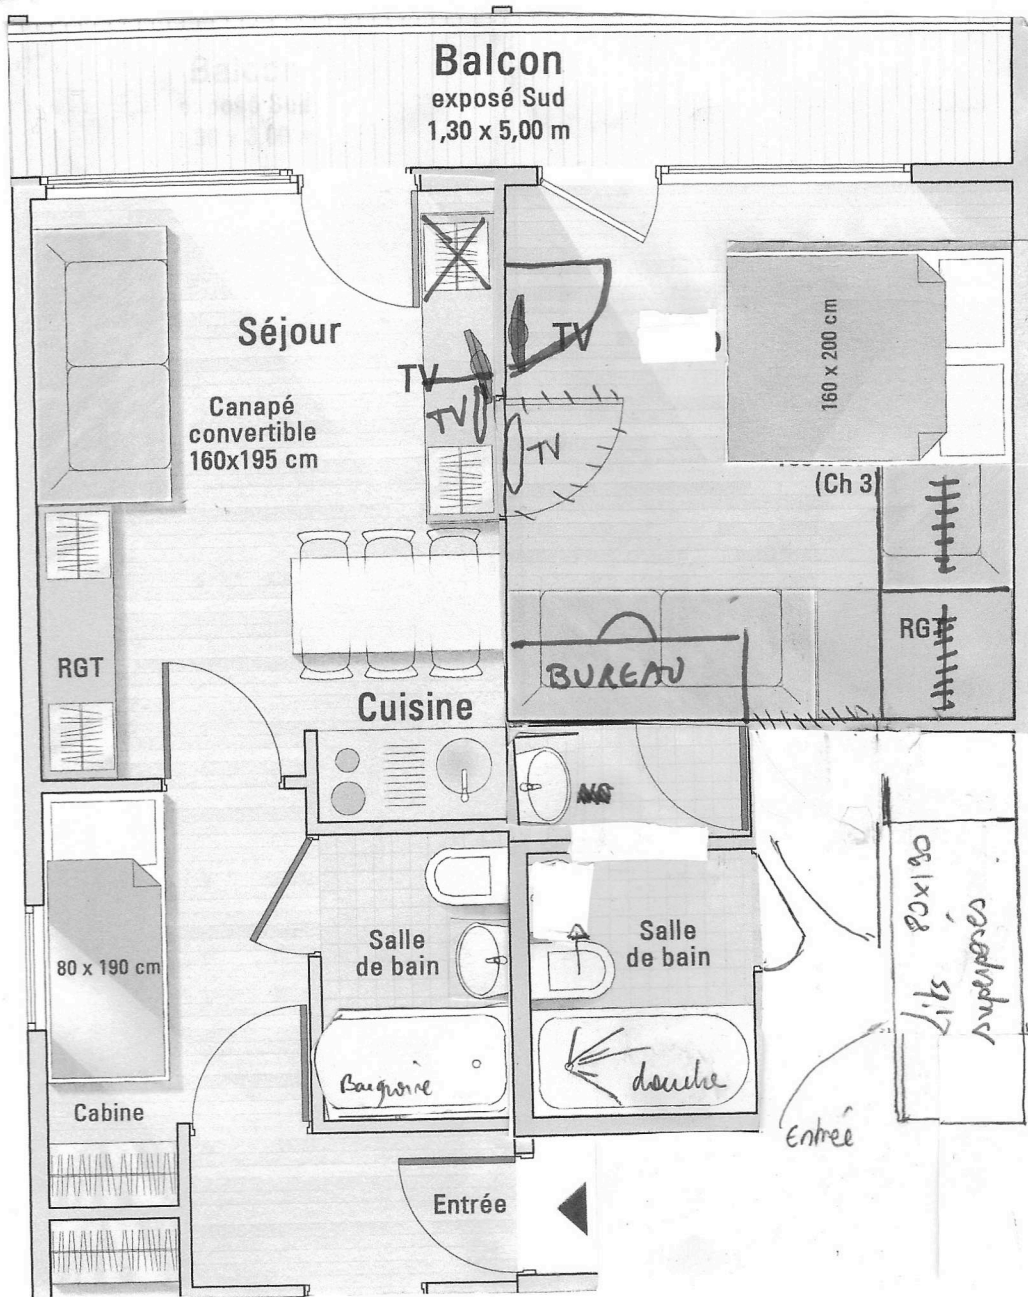 Balcon
exposé Sud
1,30 x 5,00 m
Séjour
TV
TV
TV
TV
160 x 200 cm
Canapé
convertible
160x195 cm
(Ch 3)
RGT
RGT
BUREAU
Cuisine
80 x 190 cm
Salle
de bain
Salle
de bain
80x190
lits
superposés
Baignoire
douche
Cabine
Entrée
Entrée